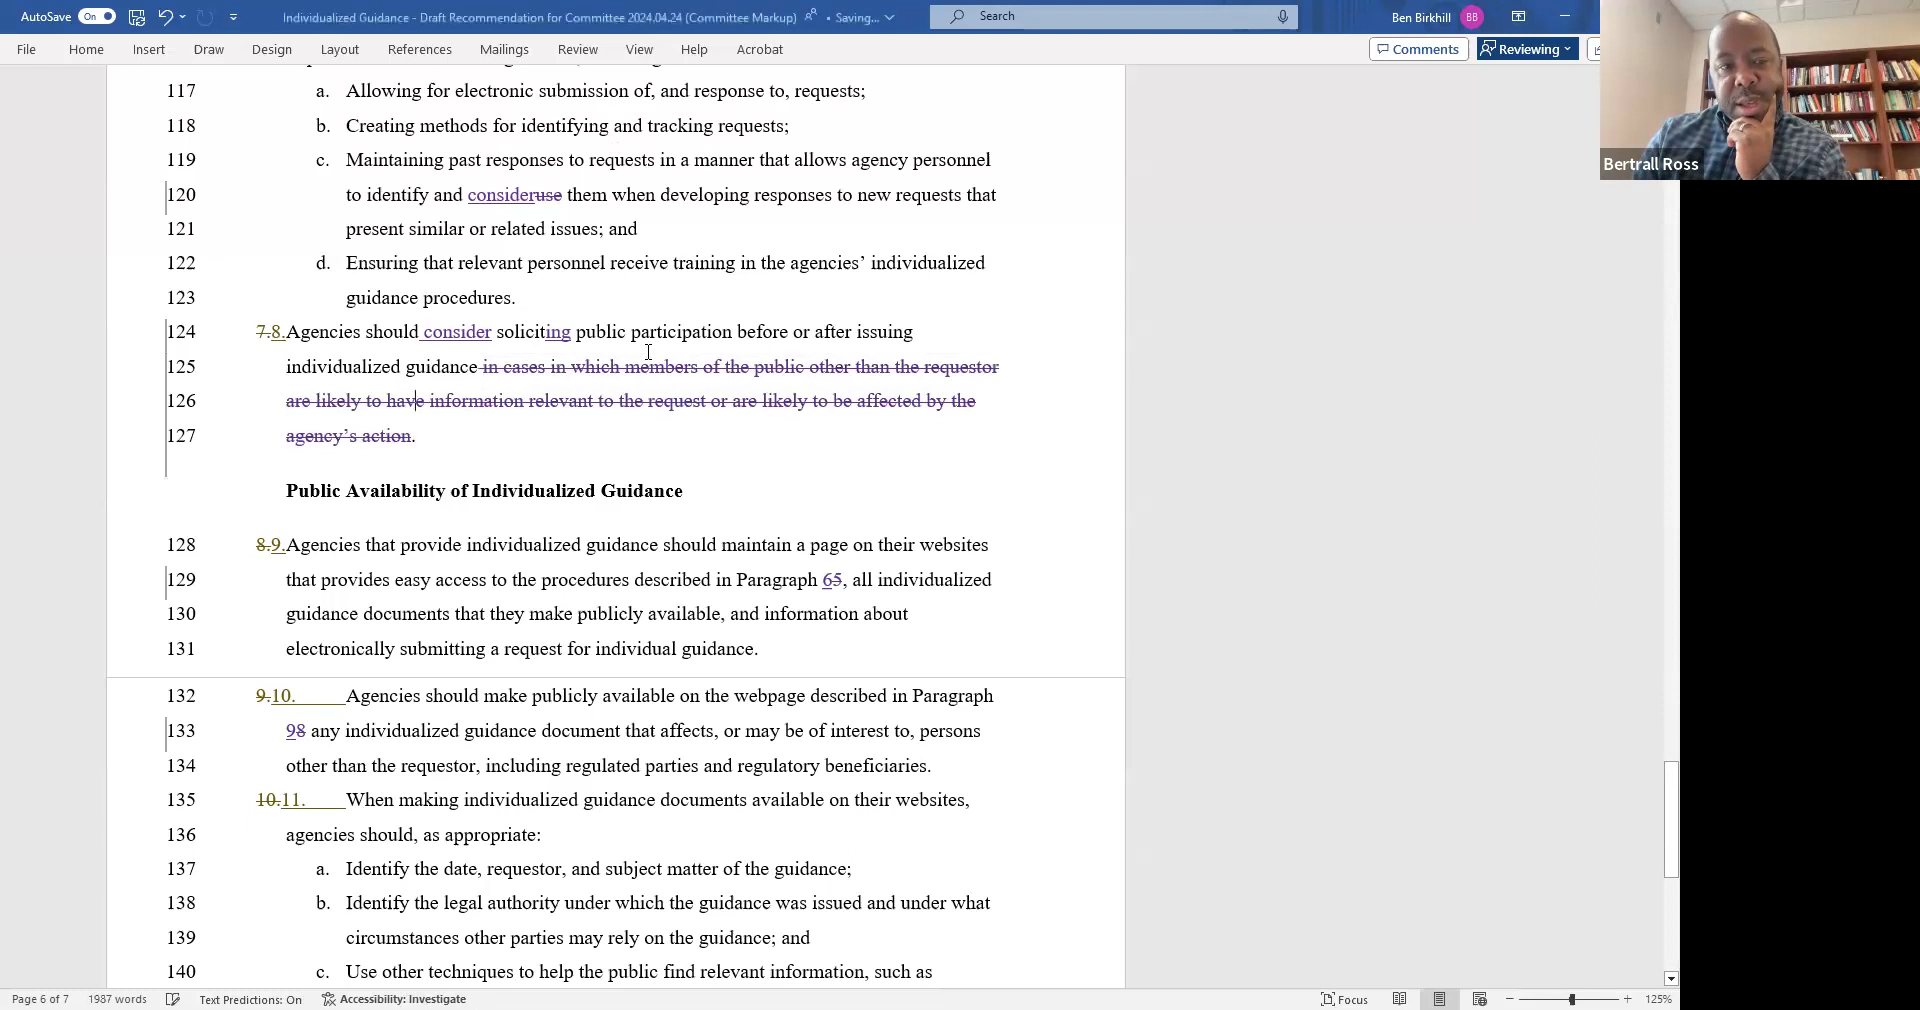 AutoSave On Individualized Guidance - Draft Recommendation for Committee 2024.04.24 (Committee Markup) • Saving... Search Ben Birkhill BB
File Home Insert Draw Design Layout References Mailings Review View Help Acrobat Comments Reviewing
117 a. Allowing for electronic submission of, and response to, requests;
118 b. Creating methods for identifying and tracking requests;
119 c. Maintaining past responses to requests in a manner that allows agency personnel
120 to identify and consideruse them when developing responses to new requests that
121 present similar or related issues; and
122 d. Ensuring that relevant personnel receive training in the agencies’ individualized
123 guidance procedures.
124 7.8.Agencies should consider soliciting public participation before or after issuing
125 individualized guidance in cases in which members of the public other than the requestor
126 are likely to have information relevant to the request or are likely to be affected by the
127 agency’s action.
Public Availability of Individualized Guidance
128 8.9.Agencies that provide individualized guidance should maintain a page on their websites
129 that provides easy access to the procedures described in Paragraph 65, all individualized
130 guidance documents that they make publicly available, and information about
131 electronically submitting a request for individual guidance.
132 9.10. Agencies should make publicly available on the webpage described in Paragraph
133 98 any individualized guidance document that affects, or may be of interest to, persons
134 other than the requestor, including regulated parties and regulatory beneficiaries.
135 10.11. When making individualized guidance documents available on their websites,
136 agencies should, as appropriate:
137 a. Identify the date, requestor, and subject matter of the guidance;
138 b. Identify the legal authority under which the guidance was issued and under what
139 circumstances other parties may rely on the guidance; and
140 c. Use other techniques to help the public find relevant information, such as
Page 6 of 7 1987 words Text Predictions: On Accessibility: Investigate Focus 125%
Bertrall Ross